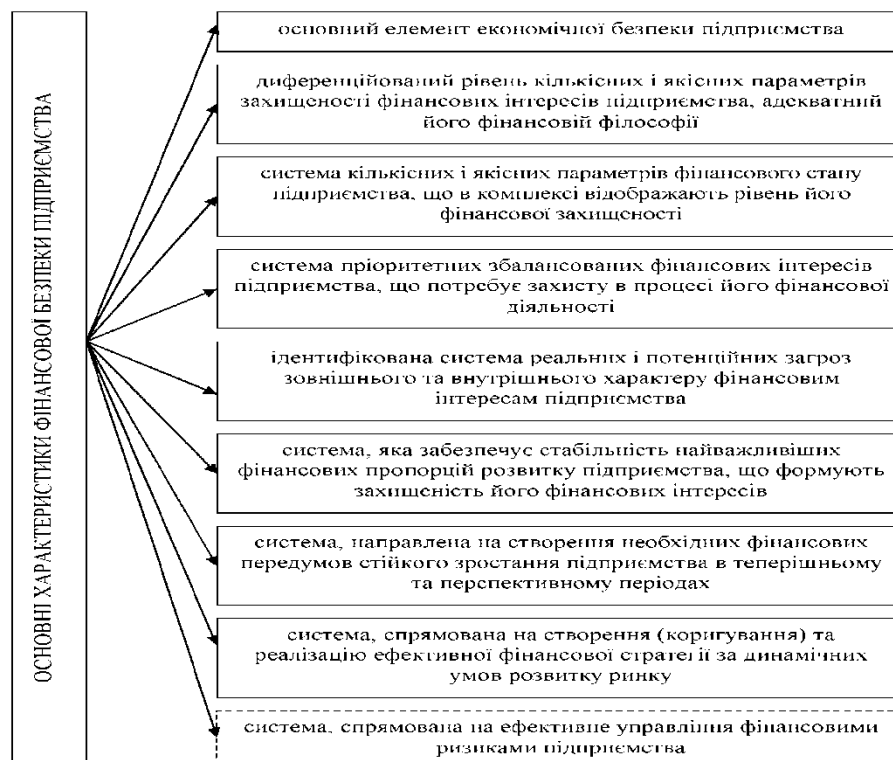 ОСНОВНІ ХАРАКТЕРИСТИКИ ФІНАНСОВОЇ БЕЗПЕКИ ПІДПРИЄМСТВА
основний елемент економічної безпеки підприємства
диференційований рівень кількісних і якісних параметрів
захищеності фінансових інтересів підприємства, адекватний
його фінансовій філософії
система кількісних і якісних параметрів фінансового стану
підприємства, що в комплексі відображають рівень його
фінансової захищеності
система пріоритетних збалансованих фінансових інтересів
підприємства, що потребує захисту в процесі його фінансової
діяльності
ідентифікована система реальних і потенційних загроз
зовнішнього та внутрішнього характеру фінансовим
інтересам підприємства
система, яка забезпечує стабільність найважливіших
фінансових пропорцій розвитку підприємства, що формують
захищеність його фінансових інтересів
система, направлена на створення необхідних фінансових
передумов стійкого зростання підприємства в теперішньому
та перспективному періодах
система, спрямована на створення (коригування) та
реалізацію ефективної фінансової стратегії за динамічних
умов розвитку ринку
система, спрямована на ефективне управління фінансовими
ризиками підприємства